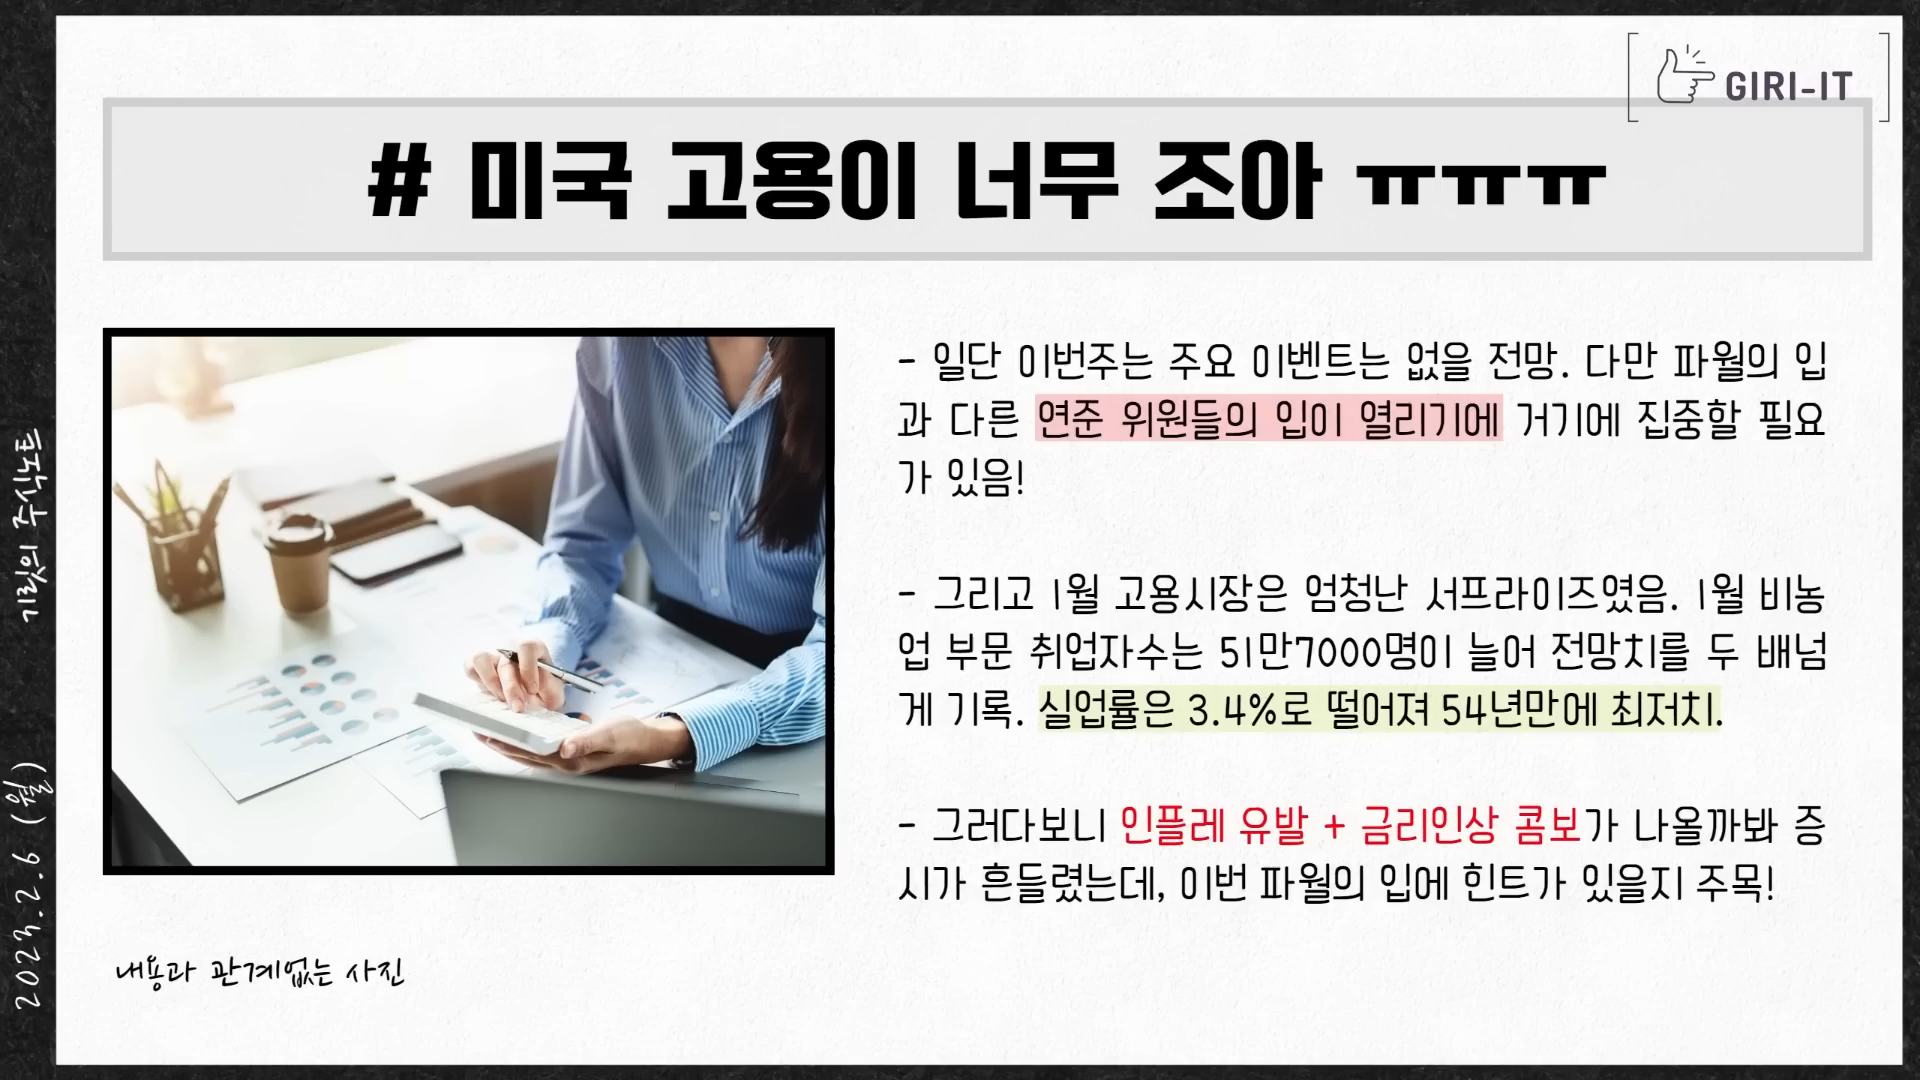 GIRI-IT
# 미국 고용이 너무 조아 ㅠㅠㅠ
- 일단 이번주는 주요 이벤트는 없을 전망. 다만 파월의 입
과 다른 연준 위원들의 입이 열리기에 거기에 집중할 필요
가 있음!
- 그리고 1월 고용시장은 엄청난 서프라이즈였음. 1월 비농
업 부문 취업자수는 51만7000명이 늘어 전망치를 두 배넘
게 기록. 실업률은 3.4%로 떨어져 54년만에 최저치.
- 그러다보니 인플레 유발 + 금리인상 콤보가 나올까봐 증
시가 흔들렸는데, 이번 파월의 입에 힌트가 있을지 주목!
내용과 관계없는 사진
2023.2.6 (월) 기릿의 주식노트